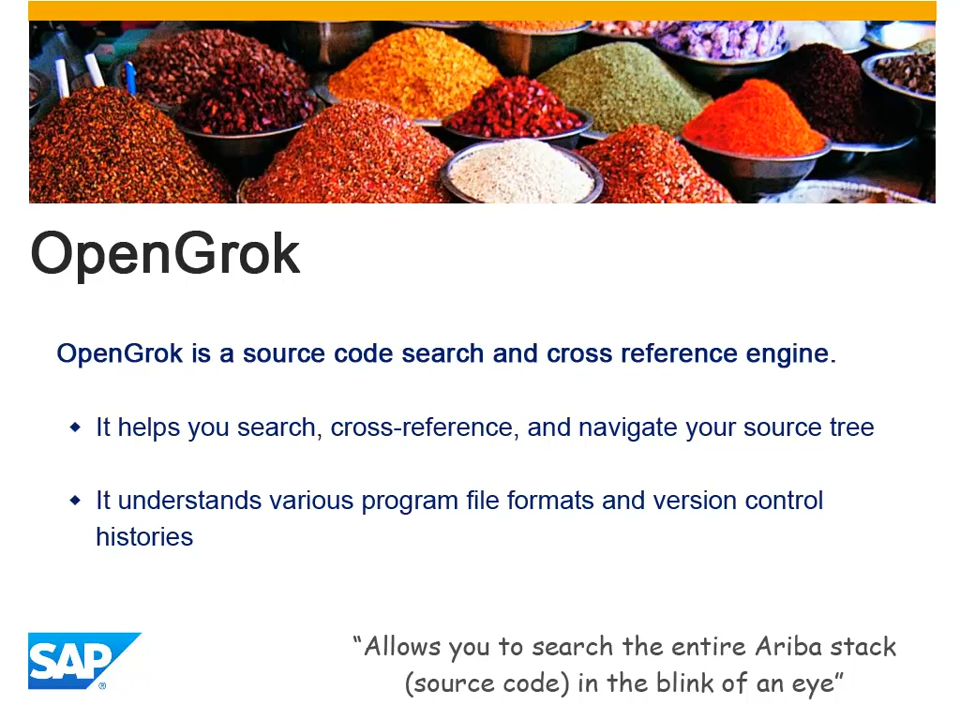 OpenGrok
OpenGrok is a source code search and cross reference engine.
It helps you search, cross-reference, and navigate your source tree
It understands various program file formats and version control
histories
SAP®
“Allows you to search the entire Ariba stack
(source code) in the blink of an eye”